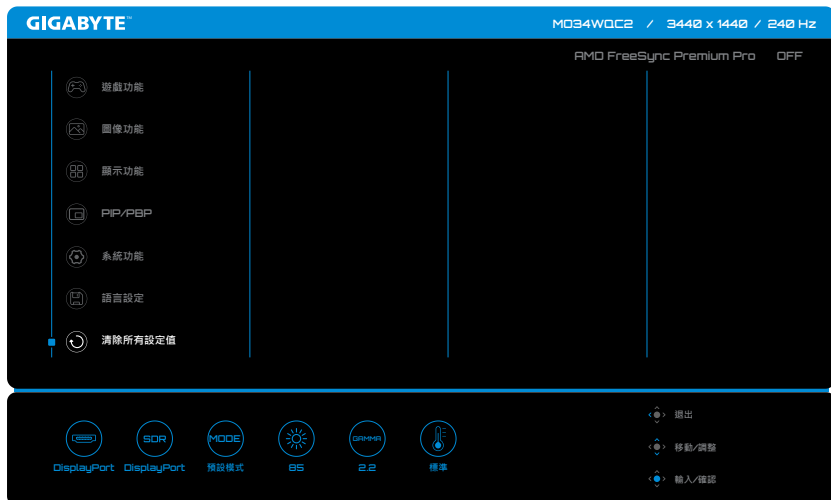 GIGABYTE™
MO34WQC2 / 3440 x 1440 / 240 Hz
AMD FreeSync Premium Pro OFF
遊戲功能
圖像功能
顯示功能
PIP/PBP
系統功能
語言設定
清除所有設定值
SDR
MODE
GAMMA
DisplayPort
DisplayPort
預設模式
85
2.2
標準
退出
移動/調整
輸入/確認